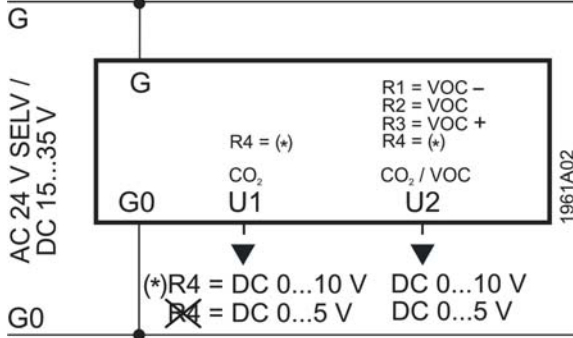 G
AC 24 V SELV /
DC 15...35 V
G
R1 = VOC –
R2 = VOC
R3 = VOC +
R4 = (*)
R4 = (*)
CO₂
CO₂ / VOC
G0
U1
U2
1961A02
(*)R4 = DC 0...10 V
DC 0...10 V
R4 = DC 0...5 V
DC 0...5 V
G0